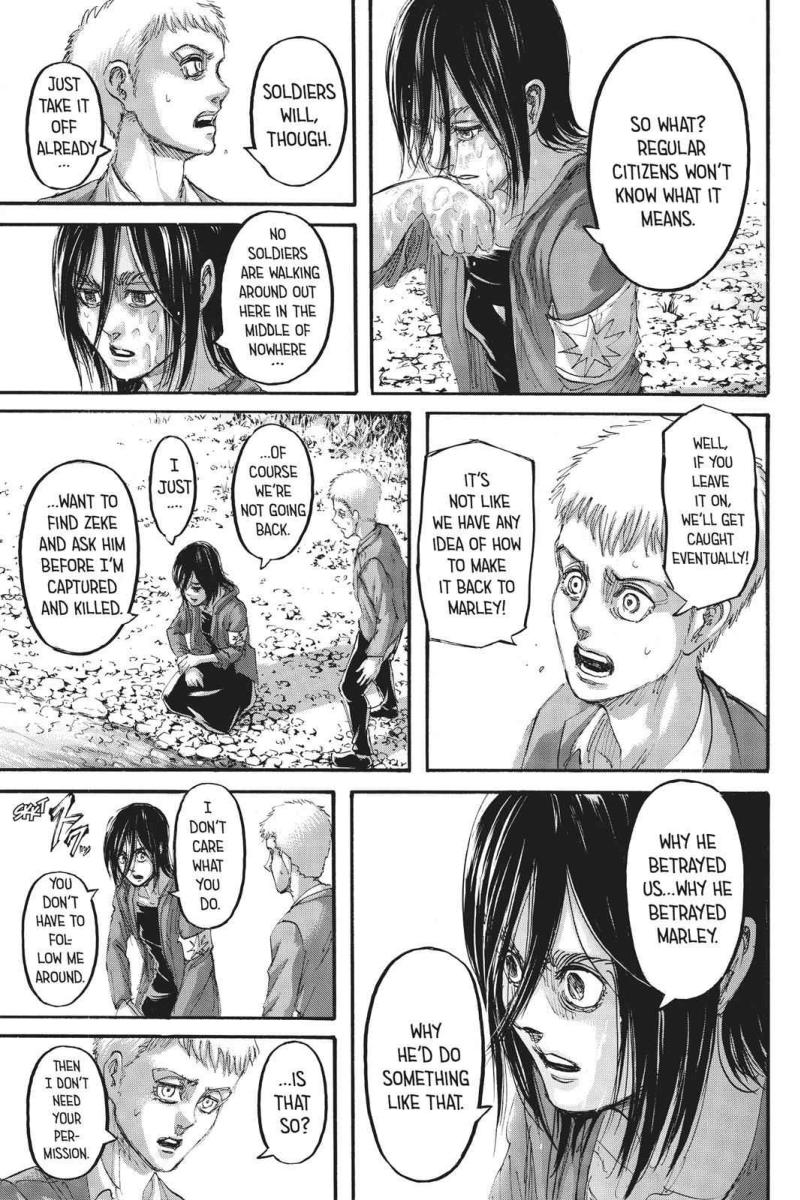 SO WHAT?
REGULAR
CITIZENS WON'T
KNOW WHAT IT
MEANS.
SOLDIERS
WILL,
THOUGH.
JUST
TAKE IT
OFF
ALREADY
...
NO
SOLDIERS
ARE WALKING
AROUND OUT
HERE IN THE
MIDDLE OF
NOWHERE
...
WELL,
IF YOU
LEAVE
IT ON,
WE'LL GET
CAUGHT
EVENTUALLY!
IT'S
NOT LIKE
WE HAVE ANY
IDEA OF HOW
TO MAKE
IT BACK TO
MARLEY!
...OF
COURSE
WE'RE
NOT GOING
BACK.
I
JUST
....
...WANT TO
FIND ZEKE
AND ASK HIM
BEFORE I'M
CAPTURED
AND KILLED.
WHY HE
BETRAYED
US...WHY HE
BETRAYED
MARLEY.
WHY
HE'D DO
SOMETHING
LIKE THAT.
I
DON'T
CARE
WHAT
YOU
DO.
YOU
DON'T
HAVE TO
FOL-
LOW ME
AROUND.
...IS
THAT
SO?
THEN
I DON'T
NEED
YOUR
PER-
MISSION.